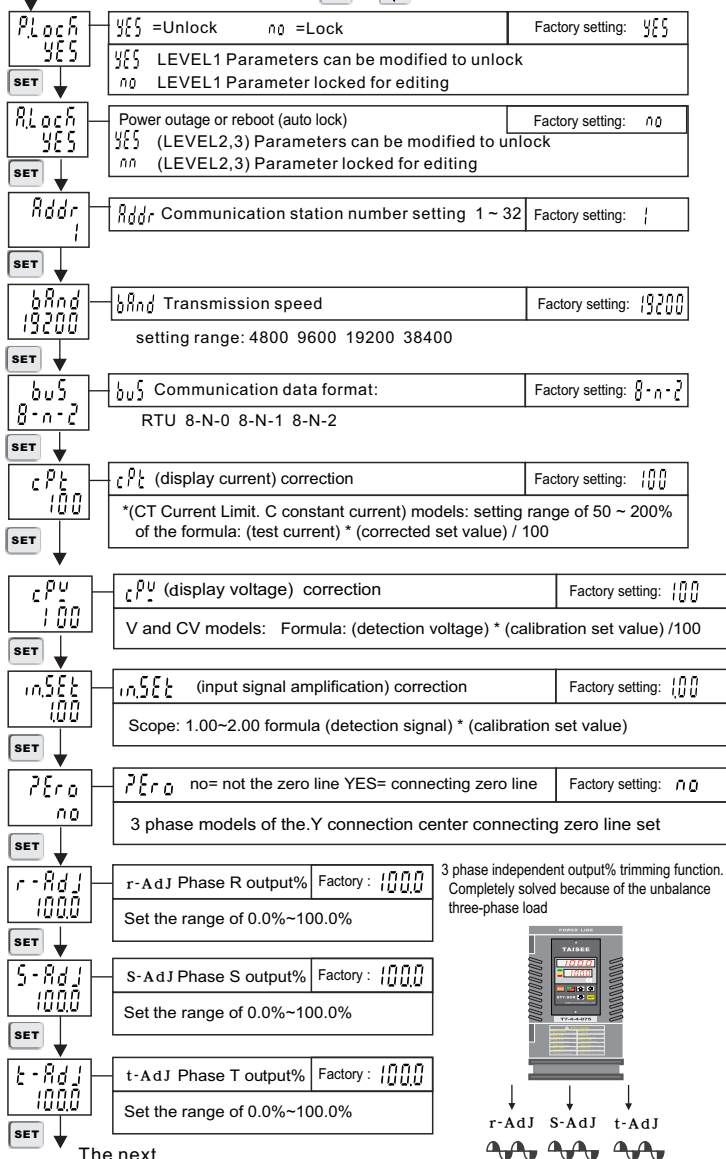 P.Lock
YES
YES =Unlock no =Lock
Factory setting: YES
YES LEVEL1 Parameters can be modified to unlock
no LEVEL1 Parameter locked for editing
SET
A.Lock
YES
Power outage or reboot (auto lock)
Factory setting: no
YES (LEVEL2,3) Parameters can be modified to unlock
nn (LEVEL2,3) Parameter locked for editing
SET
Addr
1
Addr Communication station number setting 1 ~ 32
Factory setting: 1
SET
bAnd
19200
bAnd Transmission speed
Factory setting: 19200
setting range: 4800 9600 19200 38400
SET
buS
8-n-2
buS Communication data format:
Factory setting: 8-n-2
RTU 8-N-0 8-N-1 8-N-2
SET
cPt
100
cPt (display current) correction
Factory setting: 100
*(CT Current Limit. C constant current) models: setting range of 50 ~ 200%
of the formula: (test current) * (corrected set value) / 100
SET
cPv
100
cPv (display voltage) correction
Factory setting: 100
V and CV models: Formula: (detection voltage) * (calibration set value) /100
SET
in.SEt
1.00
in.SEt (input signal amplification) correction
Factory setting: 1.00
Scope: 1.00~2.00 formula (detection signal) * (calibration set value)
SET
ZEro
no
ZEro no= not the zero line YES= connecting zero line
Factory setting: no
3 phase models of the.Y connection center connecting zero line set
SET
r-AdJ
100.0
r-AdJ Phase R output%
Factory : 100.0
Set the range of 0.0%~100.0%
SET
S-AdJ
100.0
S-AdJ Phase S output%
Factory : 100.0
Set the range of 0.0%~100.0%
SET
t-AdJ
100.0
t-AdJ Phase T output%
Factory : 100.0
Set the range of 0.0%~100.0%
SET
The next
3 phase independent output% trimming function.
Completely solved because of the unbalance
three-phase load
POWER LINE
TAISEE
T7-4-4-075
r-AdJ S-AdJ t-AdJ